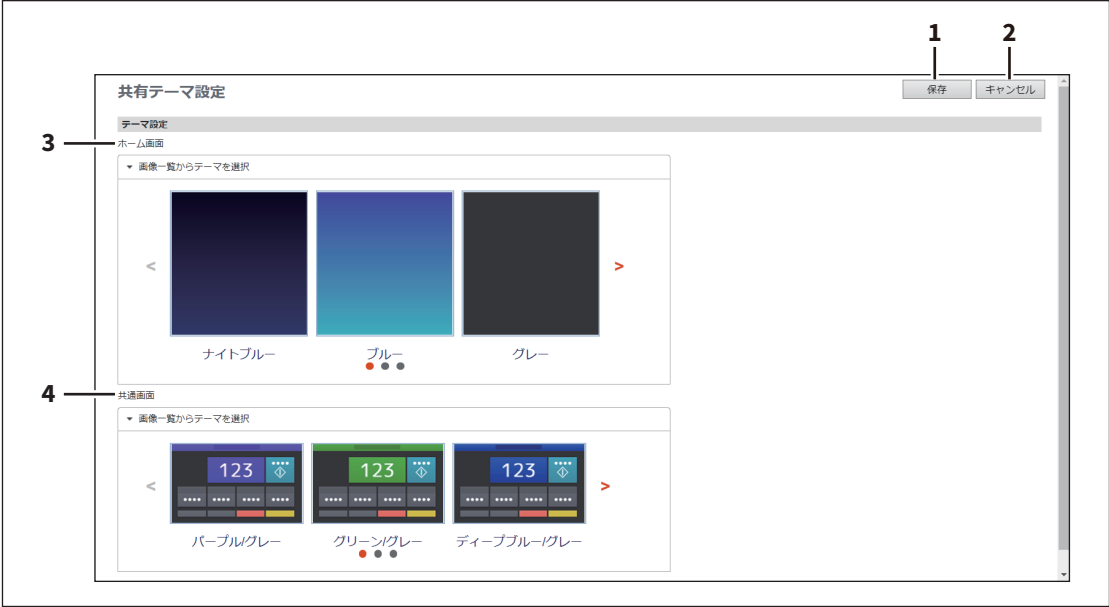 1 2
共有テーマ設定 保存 キャンセル
テーマ設定
3 ホーム画面
画像一覧からテーマを選択
< >
ナイトブルー ブルー グレー
4 共通画面
画像一覧からテーマを選択
123 123 123
< >
パープル/グレー グリーン/グレー ディープブルー/グレー